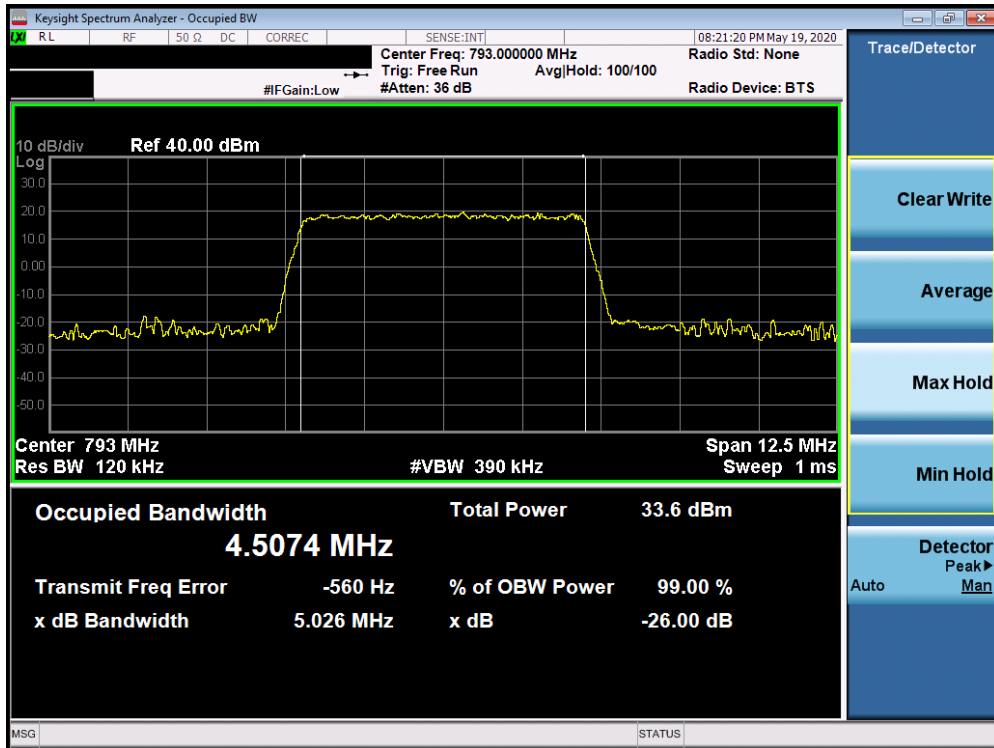 Keysight Spectrum Analyzer - Occupied BW
LXI RL RF 50 Ω DC CORREC SENSE:INT 08:21:20 PM May 19, 2020
Center Freq: 793.000000 MHz Radio Std: None
Trig: Free Run Avg|Hold: 100/100
#IFGain:Low #Atten: 36 dB Radio Device: BTS
10 dB/div Ref 40.00 dBm
Log
30.0
20.0
10.0
0.00
-10.0
-20.0
-30.0
-40.0
-50.0
Center 793 MHz Span 12.5 MHz
Res BW 120 kHz #VBW 390 kHz Sweep 1 ms
Occupied Bandwidth Total Power 33.6 dBm
4.5074 MHz
Transmit Freq Error -560 Hz % of OBW Power 99.00 %
x dB Bandwidth 5.026 MHz x dB -26.00 dB
MSG STATUS
Trace/Detector
Clear Write
Average
Max Hold
Min Hold
Detector
Peak▶
Auto Man